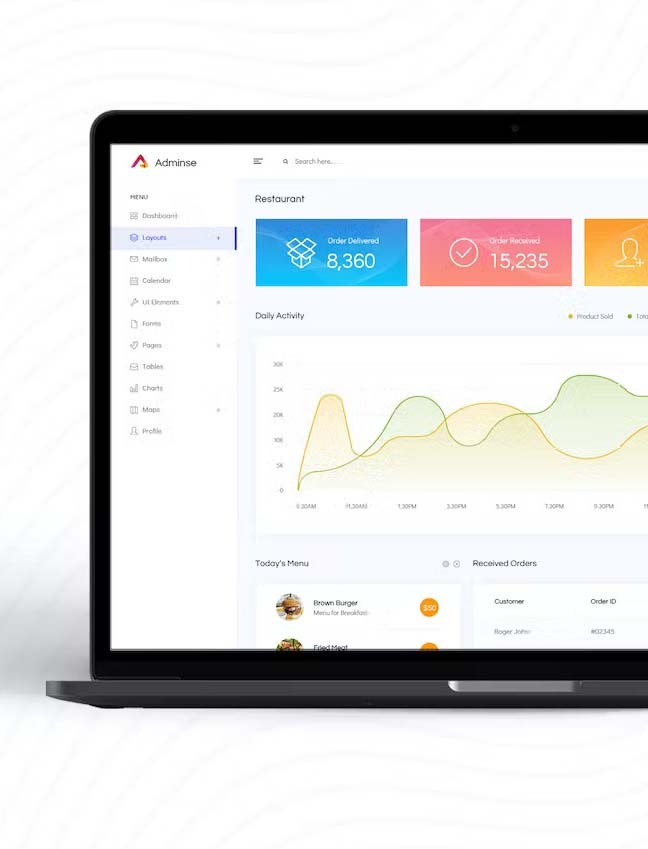 Adminse
Search here......
MENU
Dashboard
Layouts
Mailbox
Calendar
UI Elements
Forms
Pages
Tables
Charts
Maps
Profile
Restaurant
Order Delivered
8,360
Order Received
15,235
Daily Activity
Product Sold
30K
25K
20K
10K
5K
0
9.30AM
11.30AM
1.30PM
3.30PM
5.30PM
7.30PM
9.30PM
Today's Menu
Brown Burger
Menu for Breakfast
$50
Fried Meat
Received Orders
Customer Order ID
Roger John #02345